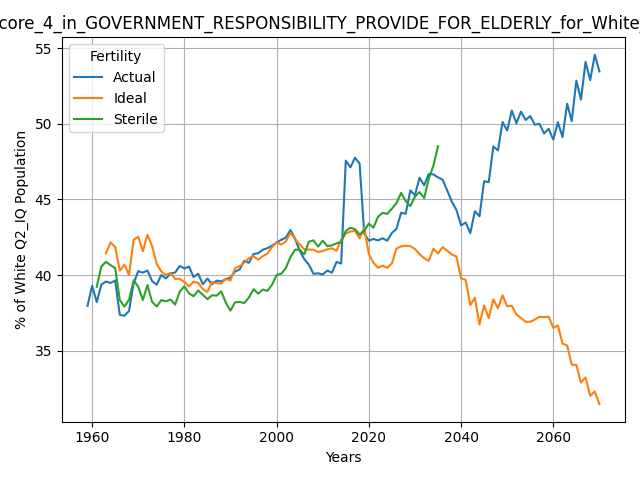 core_4_in_GOVERNMENT_RESPONSIBILITY_PROVIDE_FOR_ELDERLY_for_White_
Fertility
Actual
Ideal
Sterile
% of White Q2_IQ Population
55
50
45
40
35
1960 1980 2000 2020 2040 2060
Years